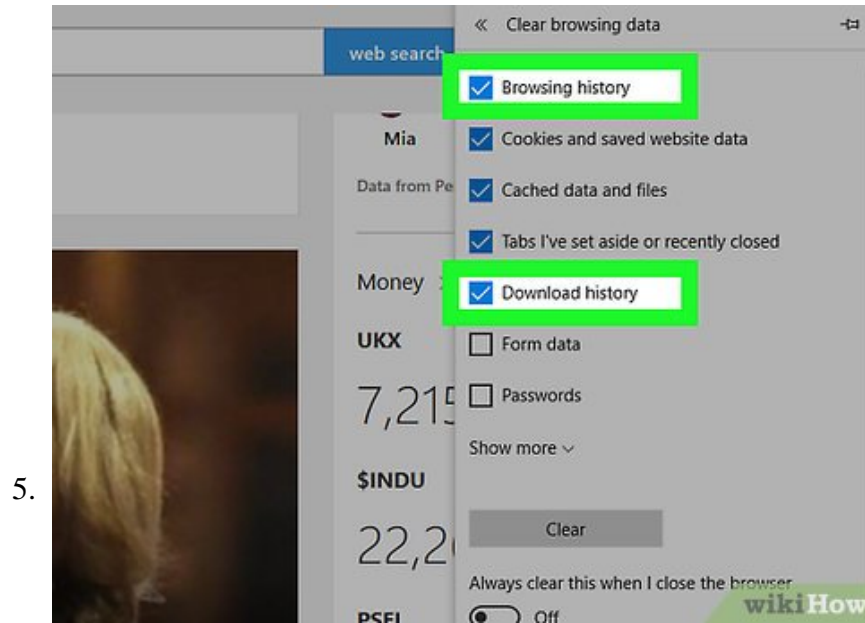 Clear browsing data
web search
Browsing history
Mia
Cookies and saved website data
Data from Pe
Cached data and files
Tabs I've set aside or recently closed
Money
Download history
UKX
Form data
7,215
Passwords
Show more
5.
$INDU
Clear
22,2
Always clear this when I close the browser
Off
wikiHow